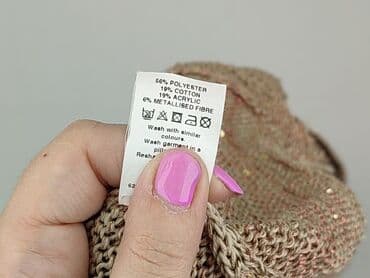 56% POLYESTER
19% COTTON
19% ACRYLIC
6% METALLISED FIBRE
Wash with similar
colours.
Wash garment in a